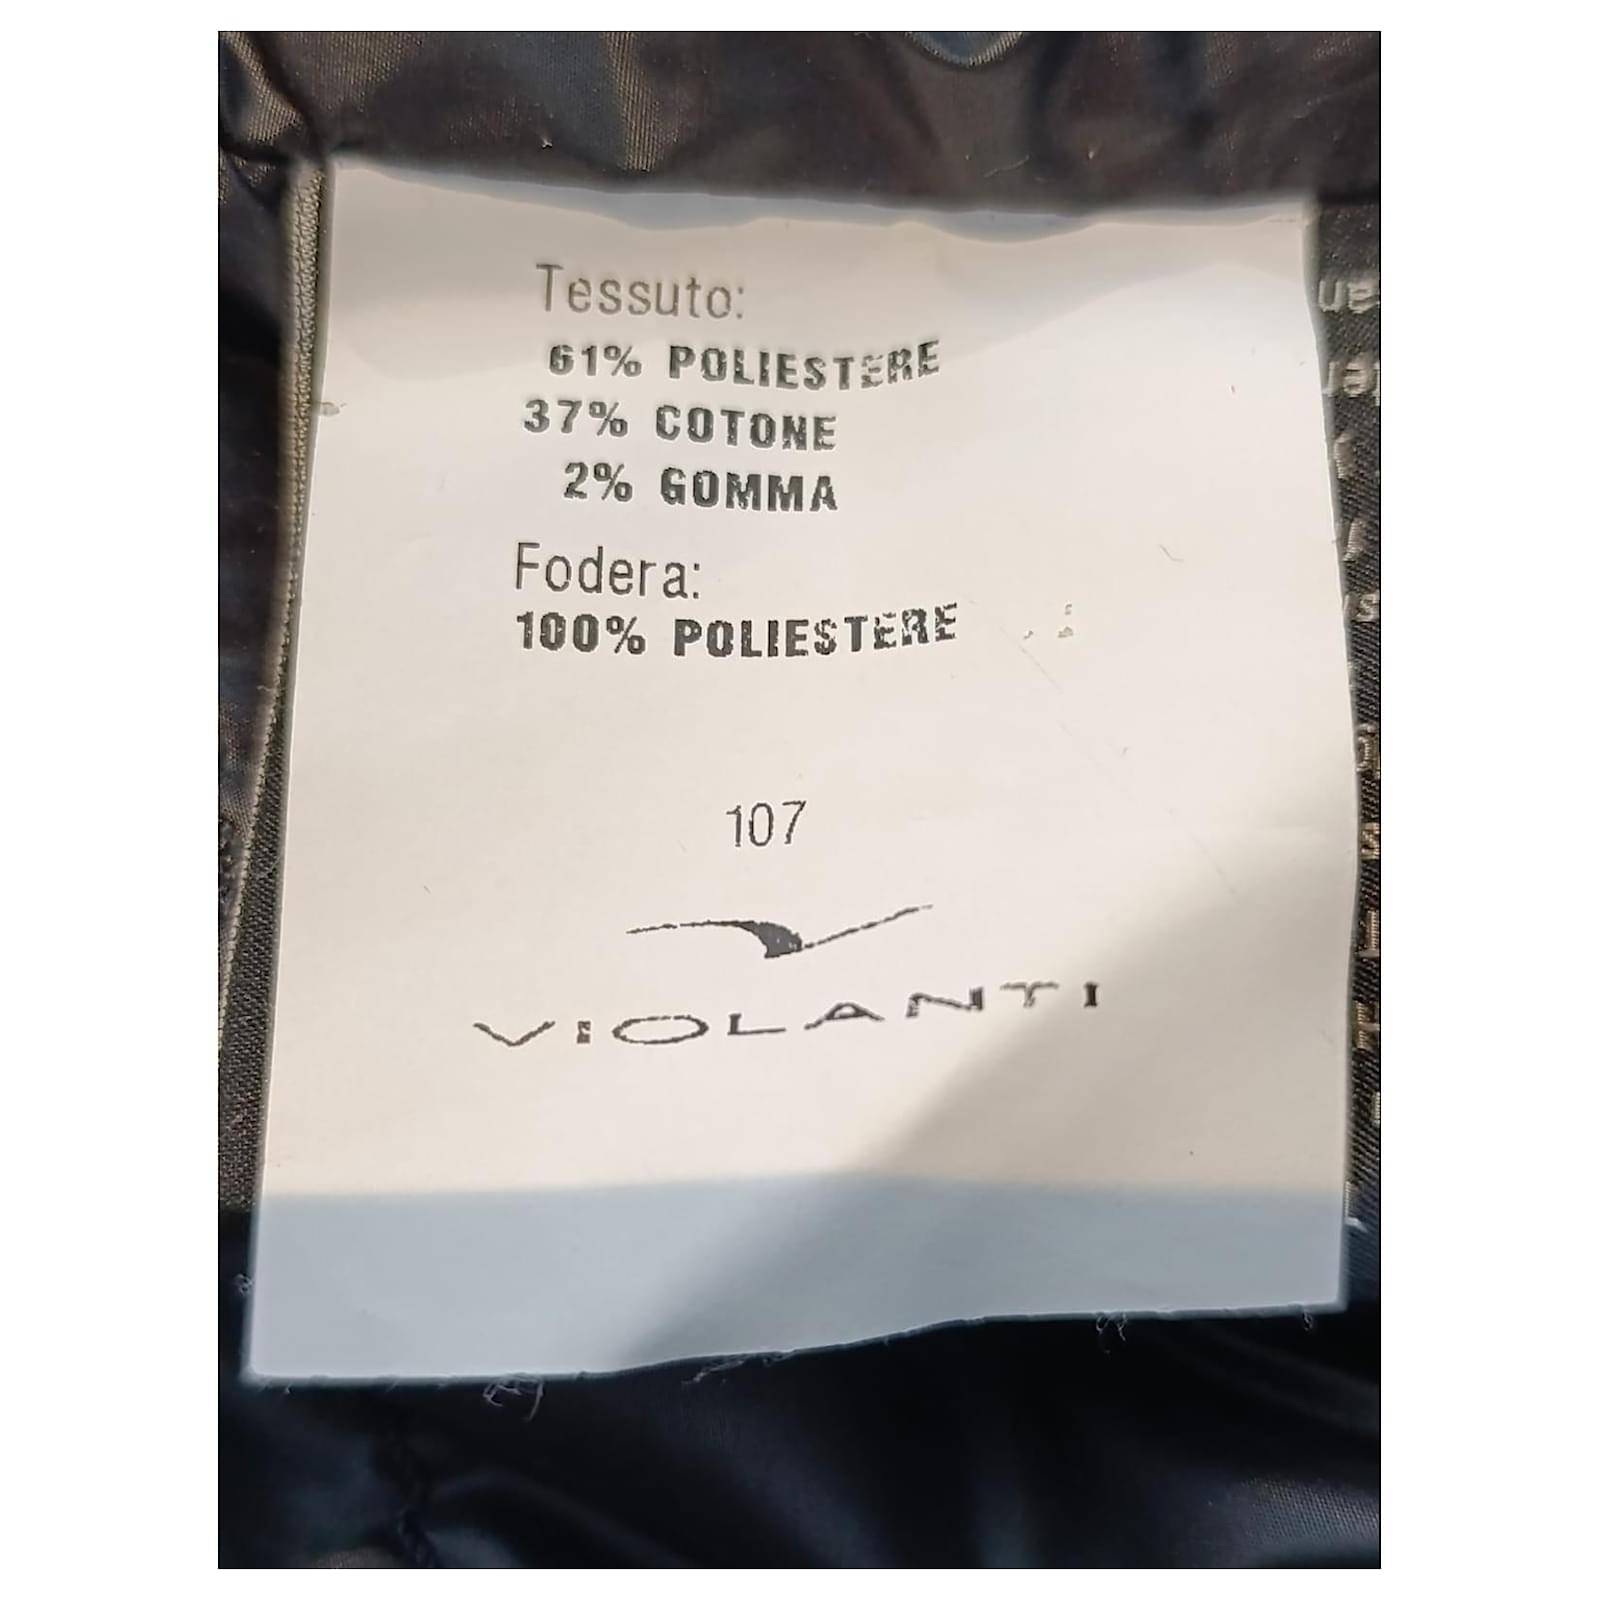 Tessuto:
61% POLIESTERE
37% COTONE
2% GOMMA
Fodera:
100% POLIESTERE
107
VIOLANTI